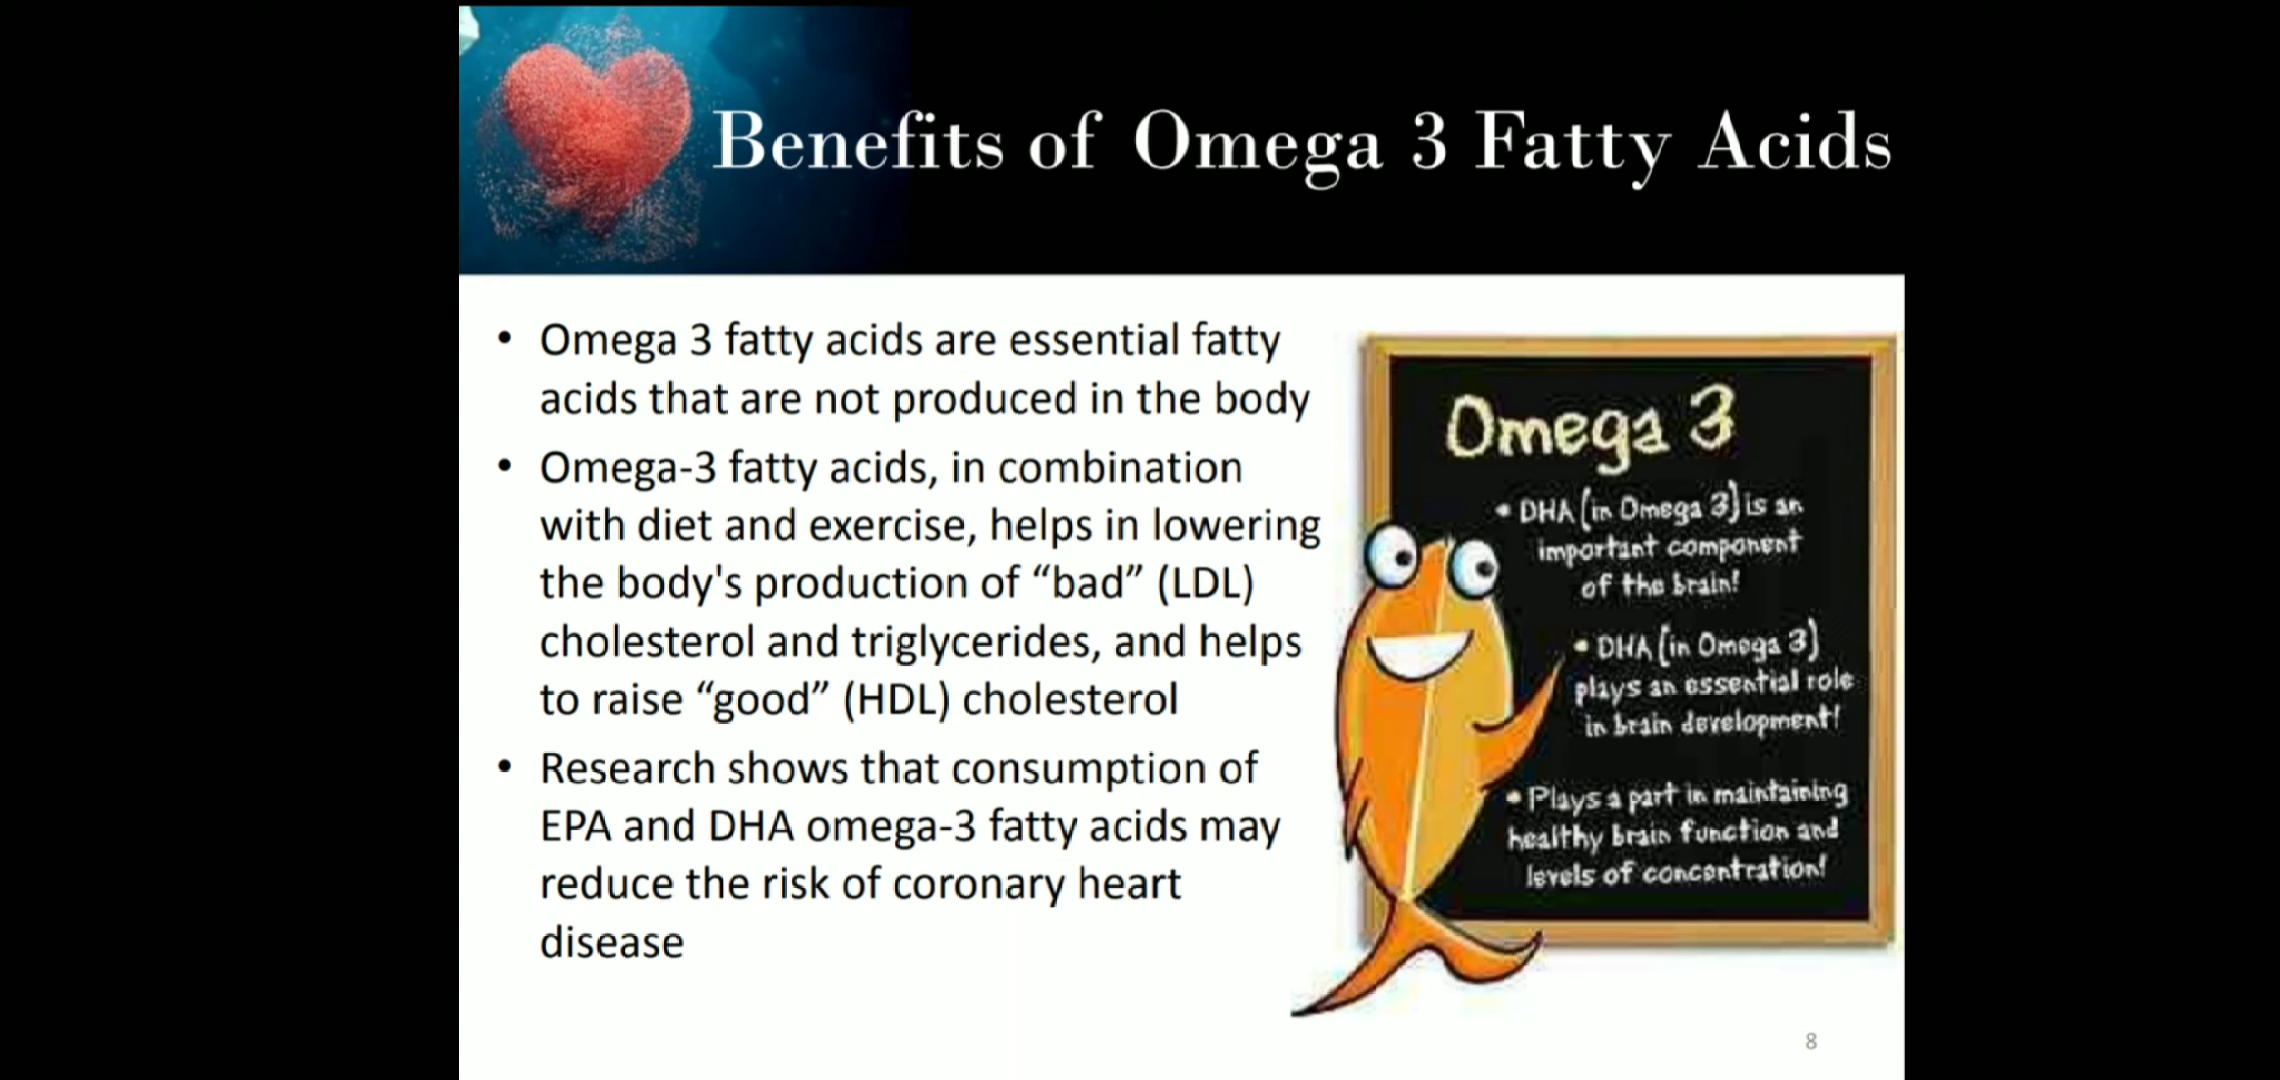 Benefits of Omega 3 Fatty Acids
• Omega 3 fatty acids are essential fatty
acids that are not produced in the body
• Omega-3 fatty acids, in combination
with diet and exercise, helps in lowering
the body's production of “bad” (LDL)
cholesterol and triglycerides, and helps
to raise “good” (HDL) cholesterol
• Research shows that consumption of
EPA and DHA omega-3 fatty acids may
reduce the risk of coronary heart
disease
Omega 3
• DHA (in Omega 3) is an
important component
of the brain!
• DHA (in Omega 3)
plays an essential role
in brain development!
• Plays a part in maintaining
healthy brain function and
levels of concentration!
8